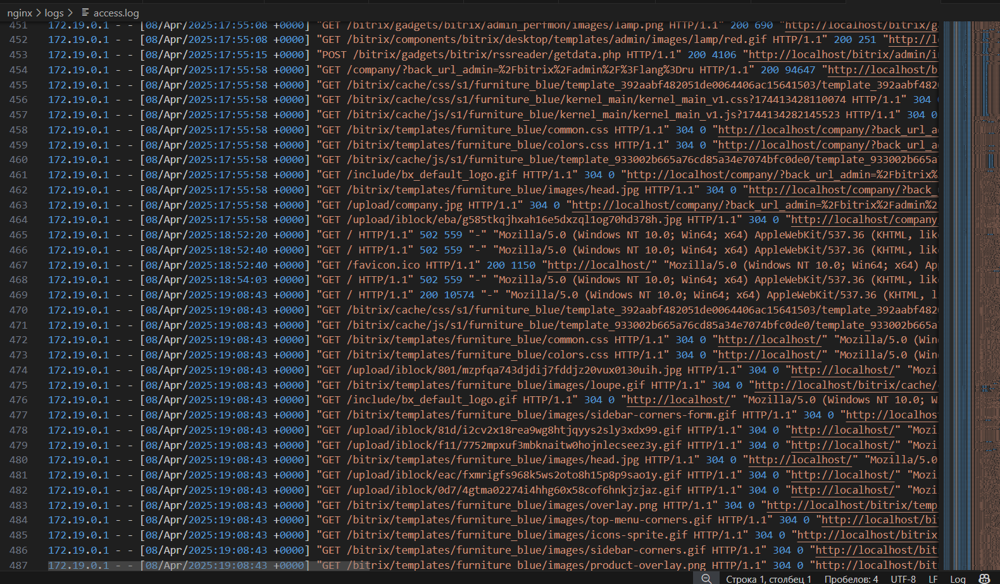 nginx > logs > access.log
451 172.19.0.1 - - [08/Apr/2025:17:55:08 +0000] "GET /bitrix/gadgets/bitrix/admin_perfmon/images/lamp.png HTTP/1.1" 200 690 "http://localhost/bitrix/g
452 172.19.0.1 - - [08/Apr/2025:17:55:08 +0000] "GET /bitrix/components/bitrix/desktop/templates/admin/images/lamp/red.gif HTTP/1.1" 200 251 "http://l
453 172.19.0.1 - - [08/Apr/2025:17:55:15 +0000] "POST /bitrix/gadgets/bitrix/rssreader/getdata.php HTTP/1.1" 200 4106 "http://localhost/bitrix/admin/i
454 172.19.0.1 - - [08/Apr/2025:17:55:58 +0000] "GET /company/?back_url_admin=%2Fbitrix%2Fadmin%2F%3Flang%3Dru HTTP/1.1" 200 94647 "http://localhost/b
455 172.19.0.1 - - [08/Apr/2025:17:55:58 +0000] "GET /bitrix/cache/css/s1/furniture_blue/template_392aabf482051de0064406ac15641503/template_392aabf482
456 172.19.0.1 - - [08/Apr/2025:17:55:58 +0000] "GET /bitrix/cache/css/s1/furniture_blue/kernel_main/kernel_main_v1.css?174413428110074 HTTP/1.1" 304
457 172.19.0.1 - - [08/Apr/2025:17:55:58 +0000] "GET /bitrix/cache/js/s1/furniture_blue/kernel_main/kernel_main_v1.js?1744134282145523 HTTP/1.1" 304 0
458 172.19.0.1 - - [08/Apr/2025:17:55:58 +0000] "GET /bitrix/templates/furniture_blue/common.css HTTP/1.1" 304 0 "http://localhost/company/?back_url_a
459 172.19.0.1 - - [08/Apr/2025:17:55:58 +0000] "GET /bitrix/templates/furniture_blue/colors.css HTTP/1.1" 304 0 "http://localhost/company/?back_url_a
460 172.19.0.1 - - [08/Apr/2025:17:55:58 +0000] "GET /bitrix/cache/js/s1/furniture_blue/template_933002b665a76cd85a34e7074bfc0de0/template_933002b665a
461 172.19.0.1 - - [08/Apr/2025:17:55:58 +0000] "GET /include/bx_default_logo.gif HTTP/1.1" 304 0 "http://localhost/company/?back_url_admin=%2Fbitrix%
462 172.19.0.1 - - [08/Apr/2025:17:55:58 +0000] "GET /bitrix/templates/furniture_blue/images/head.jpg HTTP/1.1" 304 0 "http://localhost/company/?back_
463 172.19.0.1 - - [08/Apr/2025:17:55:58 +0000] "GET /upload/company.jpg HTTP/1.1" 304 0 "http://localhost/company/?back_url_admin=%2Fbitrix%2Fadmin%2
464 172.19.0.1 - - [08/Apr/2025:17:55:58 +0000] "GET /upload/iblock/eba/g585tkqjhxah16e5dxzql1og70hd378h.jpg HTTP/1.1" 304 0 "http://localhost/company
465 172.19.0.1 - - [08/Apr/2025:18:52:20 +0000] "GET / HTTP/1.1" 502 559 "-" "Mozilla/5.0 (Windows NT 10.0; Win64; x64) AppleWebKit/537.36 (KHTML, lik
466 172.19.0.1 - - [08/Apr/2025:18:52:40 +0000] "GET / HTTP/1.1" 502 559 "-" "Mozilla/5.0 (Windows NT 10.0; Win64; x64) AppleWebKit/537.36 (KHTML, lik
467 172.19.0.1 - - [08/Apr/2025:18:52:40 +0000] "GET /favicon.ico HTTP/1.1" 200 1150 "http://localhost/" "Mozilla/5.0 (Windows NT 10.0; Win64; x64) Ap
468 172.19.0.1 - - [08/Apr/2025:18:54:03 +0000] "GET / HTTP/1.1" 502 559 "-" "Mozilla/5.0 (Windows NT 10.0; Win64; x64) AppleWebKit/537.36 (KHTML, lik
469 172.19.0.1 - - [08/Apr/2025:19:08:43 +0000] "GET / HTTP/1.1" 200 10574 "-" "Mozilla/5.0 (Windows NT 10.0; Win64; x64) AppleWebKit/537.36 (KHTML, l
470 172.19.0.1 - - [08/Apr/2025:19:08:43 +0000] "GET /bitrix/cache/css/s1/furniture_blue/template_392aabf482051de0064406ac15641503/template_392aabf482
471 172.19.0.1 - - [08/Apr/2025:19:08:43 +0000] "GET /bitrix/cache/js/s1/furniture_blue/template_933002b665a76cd85a34e7074bfc0de0/template_933002b665a
472 172.19.0.1 - - [08/Apr/2025:19:08:43 +0000] "GET /bitrix/templates/furniture_blue/common.css HTTP/1.1" 304 0 "http://localhost/" "Mozilla/5.0 (Win
473 172.19.0.1 - - [08/Apr/2025:19:08:43 +0000] "GET /bitrix/templates/furniture_blue/colors.css HTTP/1.1" 304 0 "http://localhost/" "Mozilla/5.0 (Win
474 172.19.0.1 - - [08/Apr/2025:19:08:43 +0000] "GET /upload/iblock/801/mzpfqa743djdij7fddjz20vux0130uih.jpg HTTP/1.1" 304 0 "http://localhost/" "Mozi
475 172.19.0.1 - - [08/Apr/2025:19:08:43 +0000] "GET /bitrix/templates/furniture_blue/images/loupe.gif HTTP/1.1" 304 0 "http://localhost/bitrix/cache/
476 172.19.0.1 - - [08/Apr/2025:19:08:43 +0000] "GET /include/bx_default_logo.gif HTTP/1.1" 304 0 "http://localhost/" "Mozilla/5.0 (Windows NT 10.0; W
477 172.19.0.1 - - [08/Apr/2025:19:08:43 +0000] "GET /bitrix/templates/furniture_blue/images/sidebar-corners-form.gif HTTP/1.1" 304 0 "http://localhos
478 172.19.0.1 - - [08/Apr/2025:19:08:43 +0000] "GET /upload/iblock/81d/i2cv2x18rea9wg8htjqyys2sly3xdx99.gif HTTP/1.1" 304 0 "http://localhost/" "Mozi
479 172.19.0.1 - - [08/Apr/2025:19:08:43 +0000] "GET /upload/iblock/f11/7752mpxuf3mbknaitw0hojnlecseez3y.gif HTTP/1.1" 304 0 "http://localhost/" "Mozi
480 172.19.0.1 - - [08/Apr/2025:19:08:43 +0000] "GET /bitrix/templates/furniture_blue/images/head.jpg HTTP/1.1" 304 0 "http://localhost/" "Mozilla/5.0
481 172.19.0.1 - - [08/Apr/2025:19:08:43 +0000] "GET /upload/iblock/eac/fxmrigfs968k5ws2oto8h15p8p9sao1y.gif HTTP/1.1" 304 0 "http://localhost/" "Mozi
482 172.19.0.1 - - [08/Apr/2025:19:08:43 +0000] "GET /upload/iblock/0d7/4gtma02274i4hhg60x58cof6hnkjzjaz.gif HTTP/1.1" 304 0 "http://localhost/" "Mozi
483 172.19.0.1 - - [08/Apr/2025:19:08:43 +0000] "GET /bitrix/templates/furniture_blue/images/overlay.png HTTP/1.1" 304 0 "http://localhost/bitrix/temp
484 172.19.0.1 - - [08/Apr/2025:19:08:43 +0000] "GET /bitrix/templates/furniture_blue/images/top-menu-corners.gif HTTP/1.1" 304 0 "http://localhost/bi
485 172.19.0.1 - - [08/Apr/2025:19:08:43 +0000] "GET /bitrix/templates/furniture_blue/images/icons-sprite.gif HTTP/1.1" 304 0 "http://localhost/bitrix
486 172.19.0.1 - - [08/Apr/2025:19:08:43 +0000] "GET /bitrix/templates/furniture_blue/images/sidebar-corners.gif HTTP/1.1" 304 0 "http://localhost/bit
487 172.19.0.1 - - [08/Apr/2025:19:08:43 +0000] "GET /bitrix/templates/furniture_blue/images/product-overlay.png HTTP/1.1" 304 0 "http://localhost/bit
Строка 1, столбец 1 Пробелов: 4 UTF-8 LF Log